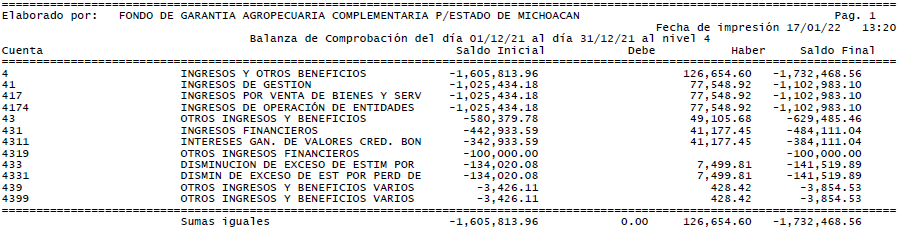 Elaborado por: FONDO DE GARANTIA AGROPECUARIA COMPLEMENTARIA P/ESTADO DE MICHOACAN Pag. 1
Fecha de impresión 17/01/22 13:20
Balanza de Comprobación del día 01/12/21 al día 31/12/21 al nivel 4
Cuenta Saldo Inicial Debe Haber Saldo Final
4 INGRESOS Y OTROS BENEFICIOS -1,605,813.96 126,654.60 -1,732,468.56
41 INGRESOS DE GESTION -1,025,434.18 77,548.92 -1,102,983.10
417 INGRESOS POR VENTA DE BIENES Y SERV -1,025,434.18 77,548.92 -1,102,983.10
4174 INGRESOS DE OPERACIÓN DE ENTIDADES -1,025,434.18 77,548.92 -1,102,983.10
43 OTROS INGRESOS Y BENEFICIOS -580,379.78 49,105.68 -629,485.46
431 INGRESOS FINANCIEROS -442,933.59 41,177.45 -484,111.04
4311 INTERESES GAN. DE VALORES CRED. BON -342,933.59 41,177.45 -384,111.04
4319 OTROS INGRESOS FINANCIEROS -100,000.00 -100,000.00
433 DISMINUCION DE EXCESO DE ESTIM POR -134,020.08 7,499.81 -141,519.89
4331 DISMIN DE EXCESO DE EST POR PERD DE -134,020.08 7,499.81 -141,519.89
439 OTROS INGRESOS Y BENEFICIOS VARIOS -3,426.11 428.42 -3,854.53
4399 OTROS INGRESOS Y BENEFICIOS VARIOS -3,426.11 428.42 -3,854.53
Sumas iguales -1,605,813.96 0.00 126,654.60 -1,732,468.56